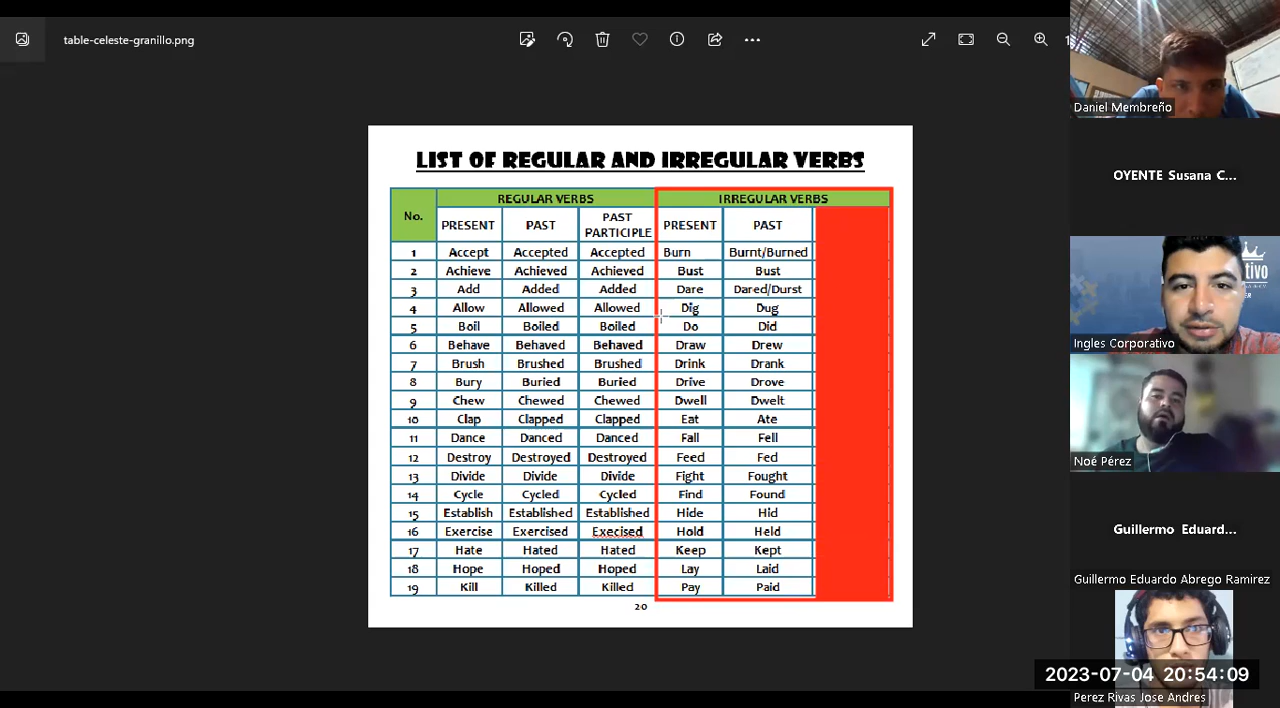 table-celeste-granillo.png
LIST OF REGULAR AND IRREGULAR VERBS
No. REGULAR VERBS IRREGULAR VERBS
PRESENT PAST PAST PARTICIPLE PRESENT PAST
1 Accept Accepted Accepted Burn Burnt/Burned
2 Achieve Achieved Achieved Bust Bust
3 Add Added Added Dare Dared/Durst
4 Allow Allowed Allowed Dig Dug
5 Boil Boiled Boiled Do Did
6 Behave Behaved Behaved Draw Drew
7 Brush Brushed Brushed Drink Drank
8 Bury Buried Buried Drive Drove
9 Chew Chewed Chewed Dwell Dwelt
10 Clap Clapped Clapped Eat Ate
11 Dance Danced Danced Fall Fell
12 Destroy Destroyed Destroyed Feed Fed
13 Divide Divide Divide Fight Fought
14 Cycle Cycled Cycled Find Found
15 Establish Established Established Hide Hid
16 Exercise Exercised Execised Hold Held
17 Hate Hated Hated Keep Kept
18 Hope Hoped Hoped Lay Laid
19 Kill Killed Killed Pay Paid
20
Daniel Membreño
OYENTE Susana C...
Ingles Corporativo
Noé Pérez
Guillermo Eduard...
Guillermo Eduardo Abrego Ramirez
2023-07-04 20:54:09
Perez Rivas Jose Andres